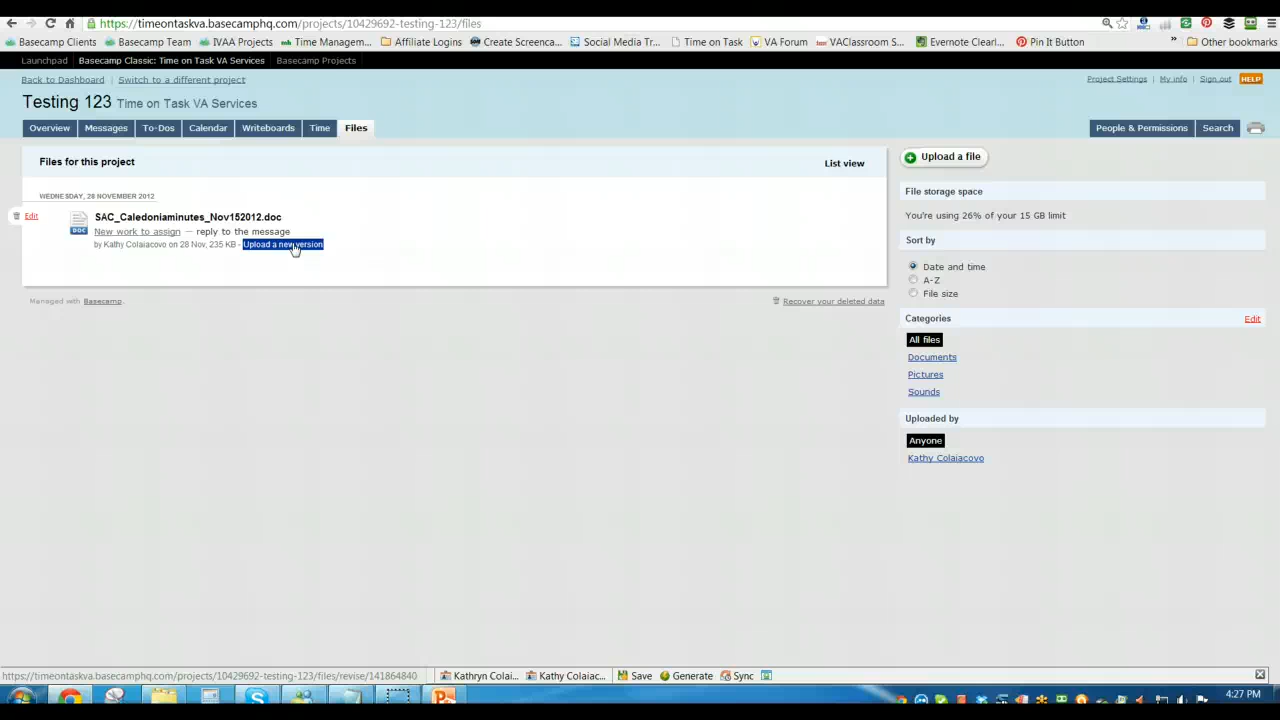 https://timeontaskva.basecamphq.com/projects/10429692-testing-123/files
Basecamp Clients Basecamp Team IVAA Projects Time Managem... Affiliate Logins Create Screenca... Social Media Tr... Time on Task VA Forum VAClassroom S... Evernote Clearl... Pin It Button » Other bookmarks
Launchpad Basecamp Classic: Time on Task VA Services Basecamp Projects
Back to Dashboard | Switch to a different project Project Settings | My info | Sign out HELP
Testing 123 Time on Task VA Services
Overview Messages To-Dos Calendar Writeboards Time Files People & Permissions Search
Files for this project List view
WEDNESDAY, 28 NOVEMBER 2012
Edit
DOC
SAC_Caledoniaminutes_Nov152012.doc
New work to assign — reply to the message
by Kathy Colaiacovo on 28 Nov, 235 KB - Upload a new version
Managed with Basecamp. Recover your deleted data
Upload a file
File storage space
You're using 26% of your 15 GB limit
Sort by
Date and time
A-Z
File size
Categories Edit
All files
Documents
Pictures
Sounds
Uploaded by
Anyone
Kathy Colaiacovo
https://timeontaskva.basecamphq.com/projects/10429692-testing-123/files/revise/141864840 Kathryn Colai... Kathy Colaiac... Save Generate Sync
4:27 PM